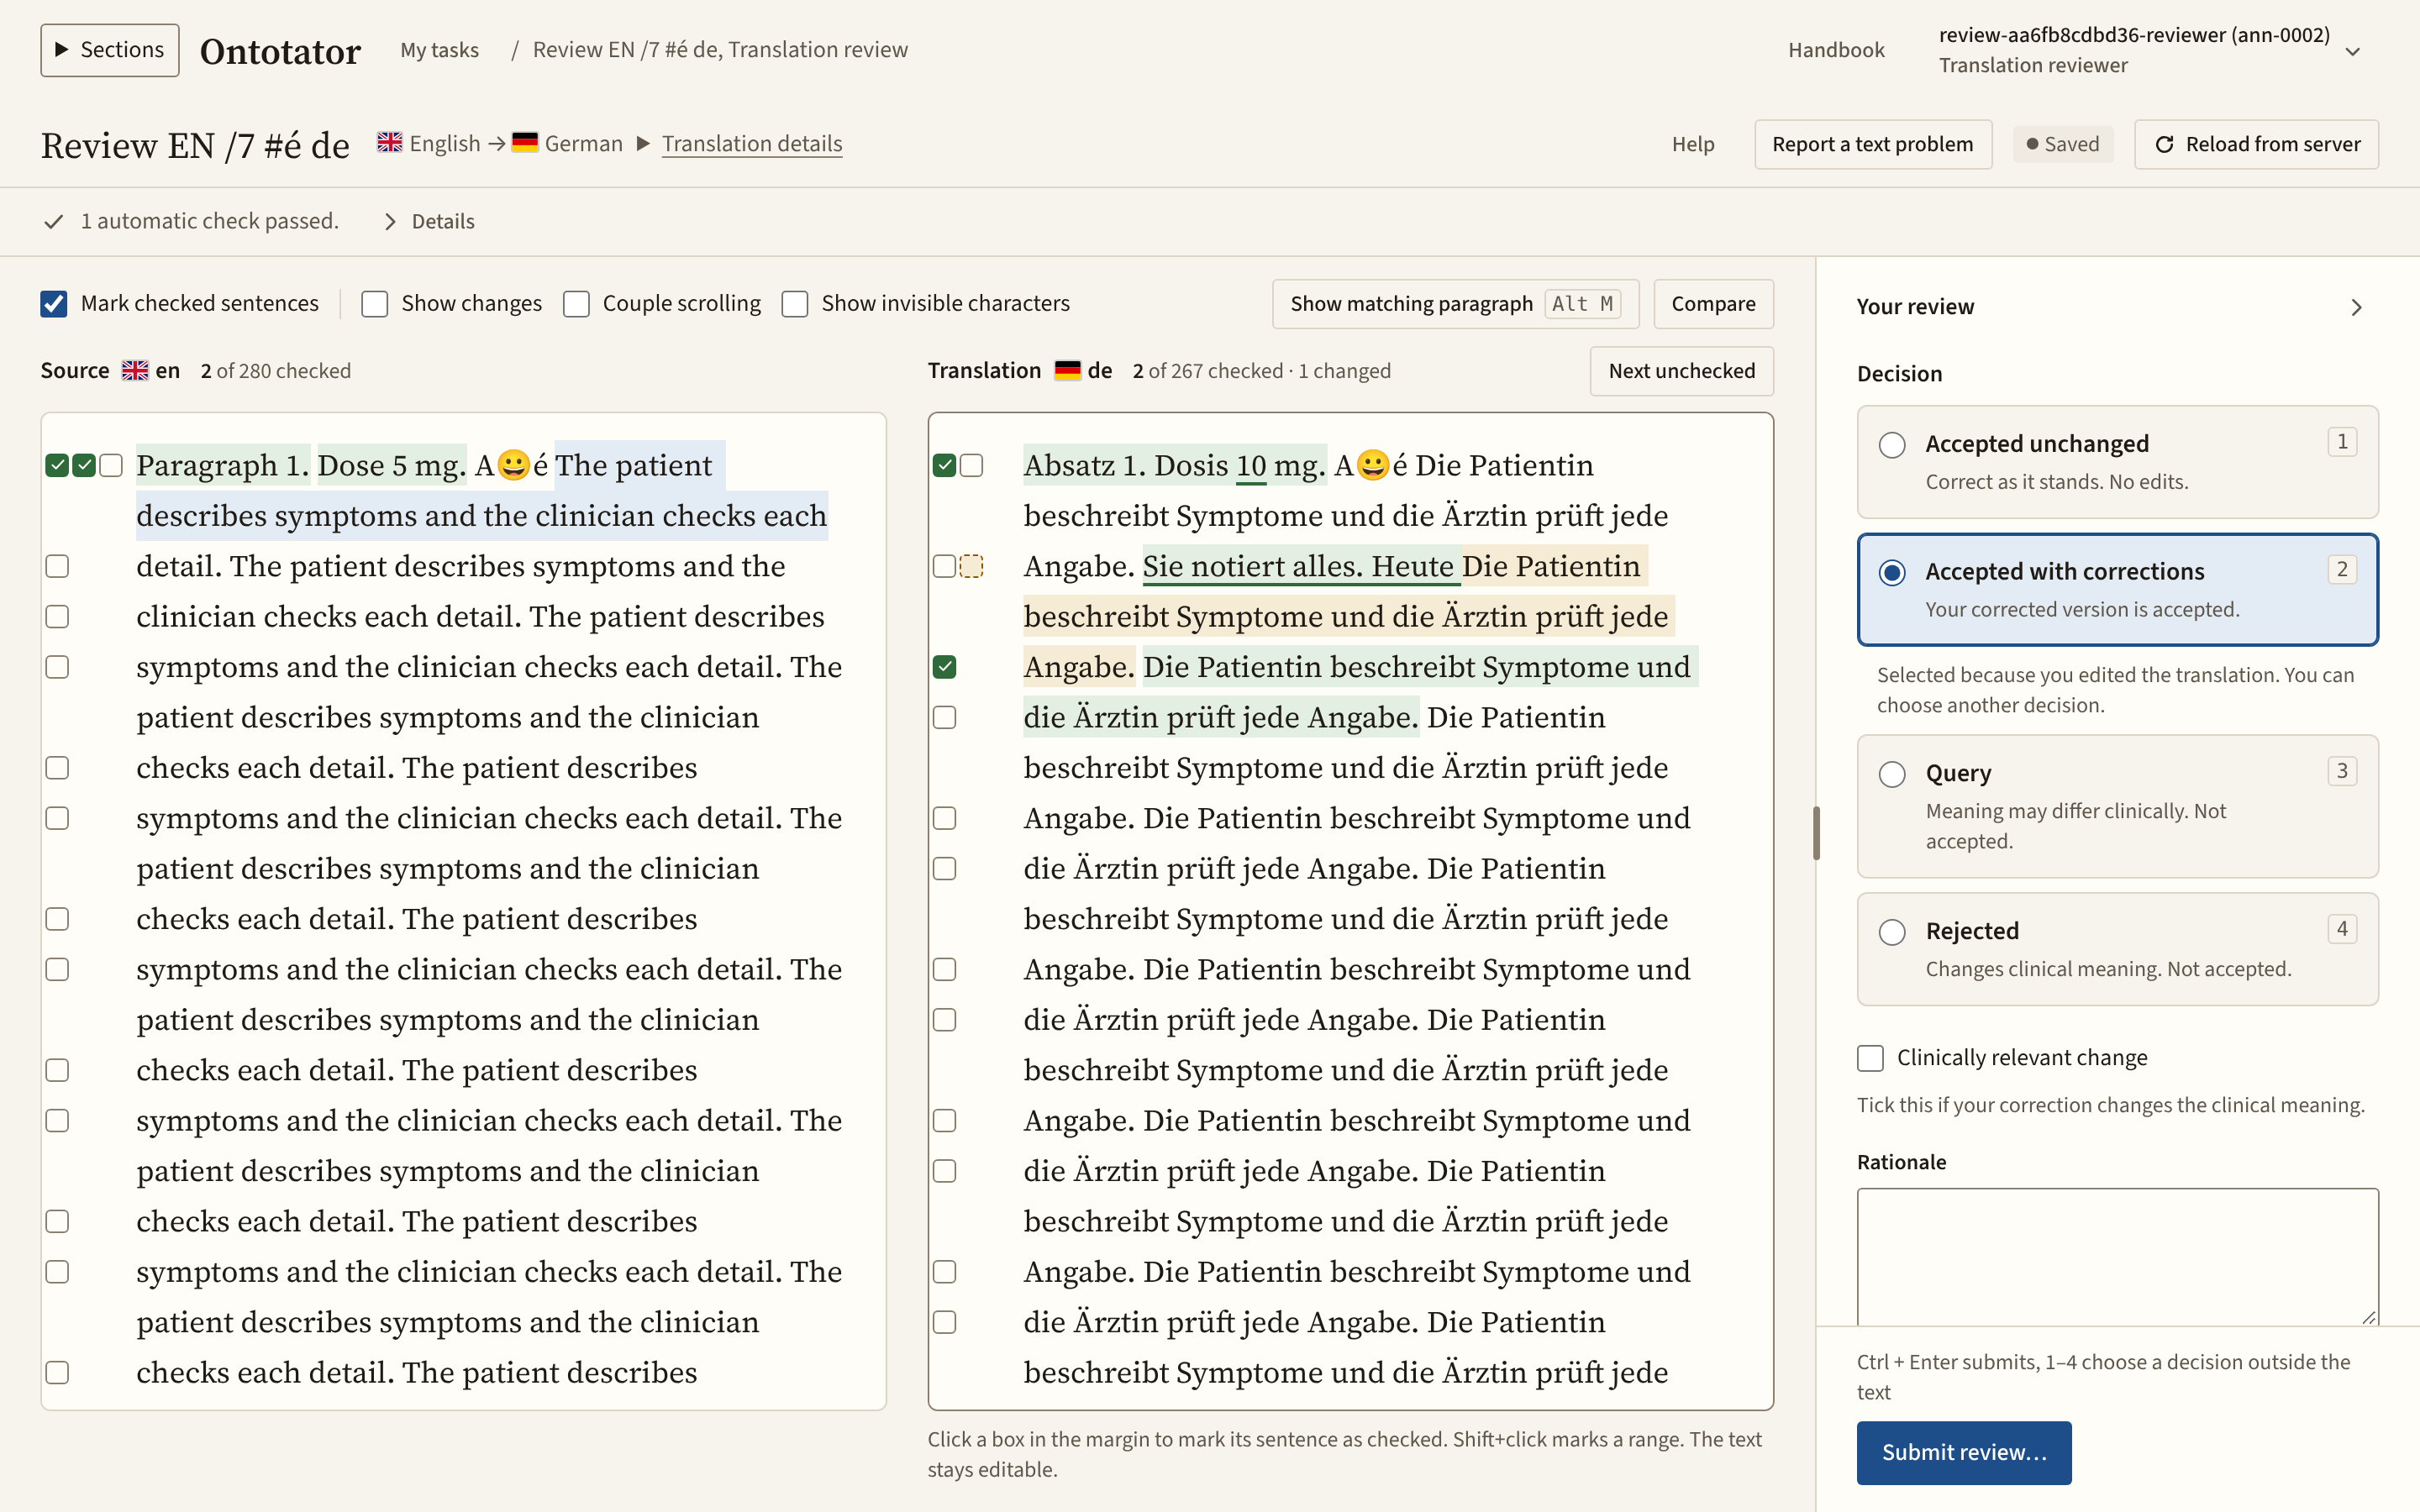 ▶ Sections
Ontotator
My tasks / Review EN /7 #é de, Translation review
Handbook
review-aa6fb8cdbd36-reviewer (ann-0002)
Translation reviewer
Review EN /7 #é de
English → German ▶ Translation details
Help
Report a text problem
Saved
Reload from server
1 automatic check passed.
Details
Mark checked sentences
Show changes
Couple scrolling
Show invisible characters
Show matching paragraph Alt M
Compare
Source en 2 of 280 checked
Paragraph 1. Dose 5 mg. A😀é The patient
describes symptoms and the clinician checks each
detail. The patient describes symptoms and the
clinician checks each detail. The patient describes
symptoms and the clinician checks each detail. The
patient describes symptoms and the clinician
checks each detail. The patient describes
symptoms and the clinician checks each detail. The
patient describes symptoms and the clinician
checks each detail. The patient describes
symptoms and the clinician checks each detail. The
patient describes symptoms and the clinician
checks each detail. The patient describes
symptoms and the clinician checks each detail. The
patient describes symptoms and the clinician
checks each detail. The patient describes
symptoms and the clinician checks each detail. The
patient describes symptoms and the clinician
checks each detail. The patient describes
Translation de 2 of 267 checked · 1 changed
Next unchecked
Absatz 1. Dosis 10 mg. A😀é Die Patientin
beschreibt Symptome und die Ärztin prüft jede
Angabe. Sie notiert alles. Heute Die Patientin
beschreibt Symptome und die Ärztin prüft jede
Angabe. Die Patientin beschreibt Symptome und
die Ärztin prüft jede Angabe. Die Patientin
beschreibt Symptome und die Ärztin prüft jede
Angabe. Die Patientin beschreibt Symptome und
die Ärztin prüft jede Angabe. Die Patientin
beschreibt Symptome und die Ärztin prüft jede
Angabe. Die Patientin beschreibt Symptome und
die Ärztin prüft jede Angabe. Die Patientin
beschreibt Symptome und die Ärztin prüft jede
Angabe. Die Patientin beschreibt Symptome und
die Ärztin prüft jede Angabe. Die Patientin
beschreibt Symptome und die Ärztin prüft jede
Angabe. Die Patientin beschreibt Symptome und
die Ärztin prüft jede Angabe. Die Patientin
beschreibt Symptome und die Ärztin prüft jede
Click a box in the margin to mark its sentence as checked. Shift+click marks a range. The text
stays editable.
Your review
Decision
Accepted unchanged 1
Correct as it stands. No edits.
Accepted with corrections 2
Your corrected version is accepted.
Selected because you edited the translation. You can
choose another decision.
Query 3
Meaning may differ clinically. Not
accepted.
Rejected 4
Changes clinical meaning. Not accepted.
Clinically relevant change
Tick this if your correction changes the clinical meaning.
Rationale
Ctrl + Enter submits, 1–4 choose a decision outside the
text
Submit review…